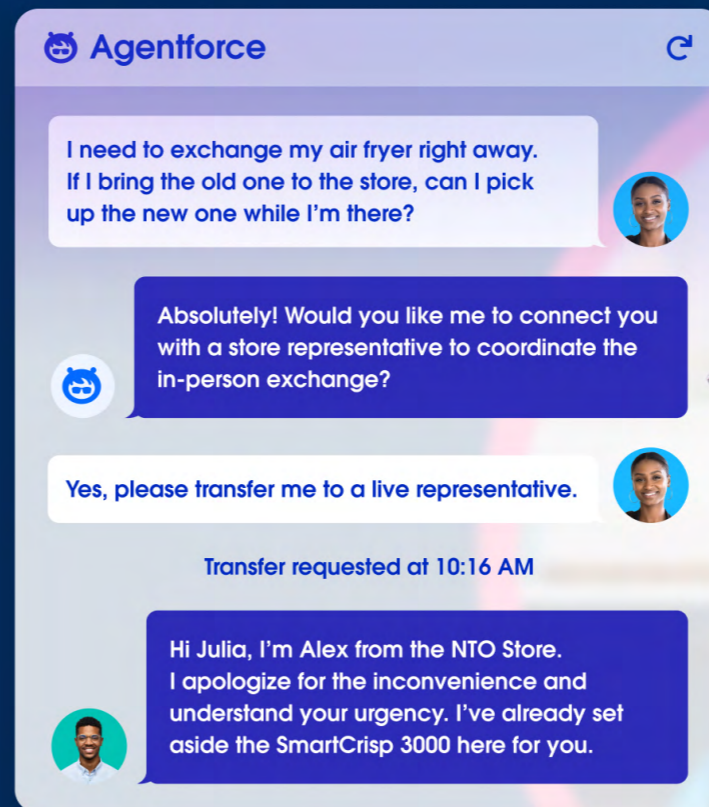 Agentforce
I need to exchange my air fryer right away.
If I bring the old one to the store, can I pick
up the new one while I’m there?
Absolutely! Would you like me to connect you
with a store representative to coordinate the
in-person exchange?
Yes, please transfer me to a live representative.
Transfer requested at 10:16 AM
Hi Julia, I’m Alex from the NTO Store.
I apologize for the inconvenience and
understand your urgency. I’ve already set
aside the SmartCrisp 3000 here for you.